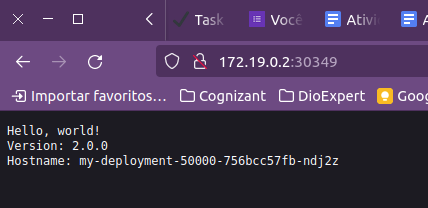 Task
Você
Ativi
A
172.19.0.2:30349
Importar favoritos...
Cognizant
DioExpert
Goog
Hello, world!
Version: 2.0.0
Hostname: my-deployment-50000-756bcc57fb-ndj2z